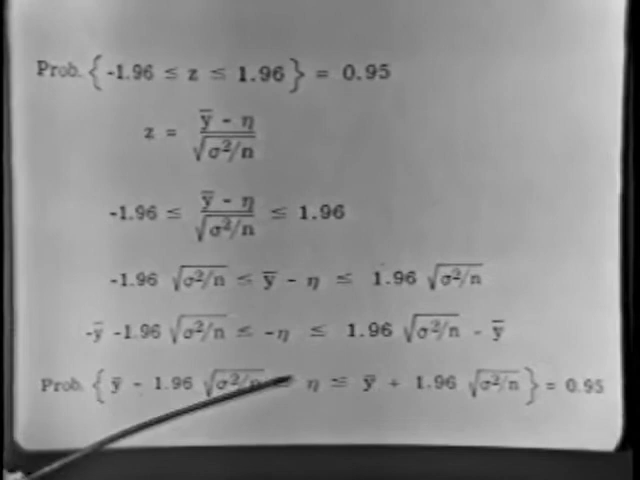 Prob. { -1.96 ≤ z ≤ 1.96 } = 0.95
z = (y̅ - η) / √σ²/n
-1.96 ≤ (y̅ - η) / √σ²/n ≤ 1.96
-1.96 √σ²/n ≤ y̅ - η ≤ 1.96 √σ²/n
-y̅ -1.96 √σ²/n ≤ -η ≤ 1.96 √σ²/n - y̅
Prob. { y̅ - 1.96 √σ²/n ≤ η ≤ y̅ + 1.96 √σ²/n } = 0.95